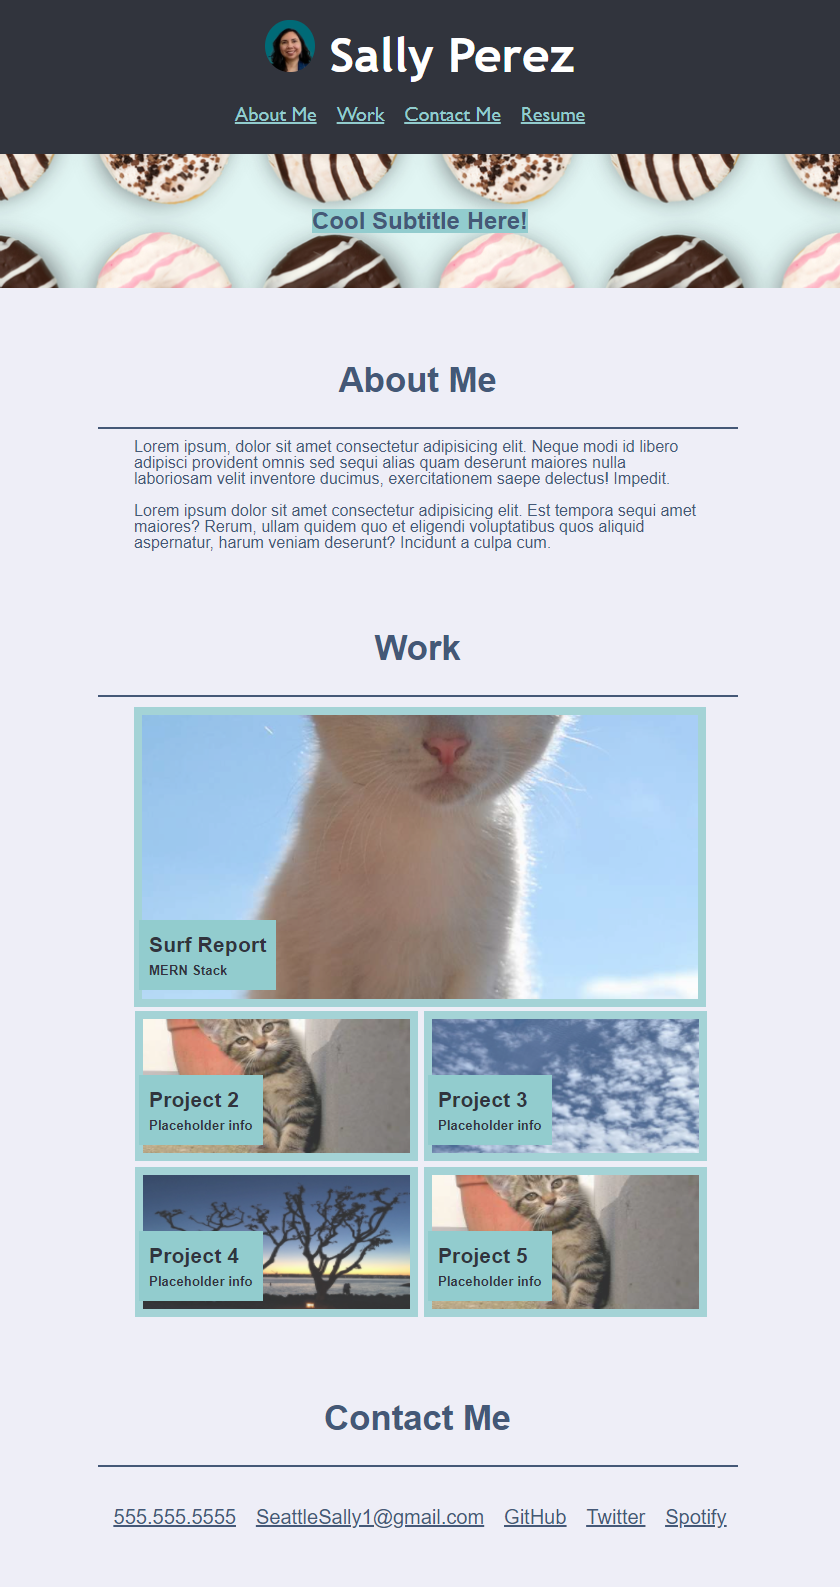 Sally Perez
About Me Work Contact Me Resume
Cool Subtitle Here!
About Me
Lorem ipsum, dolor sit amet consectetur adipisicing elit. Neque modi id libero
adipisci provident omnis sed sequi alias quam deserunt maiores nulla
laboriosam velit inventore ducimus, exercitationem saepe delectus! Impedit.
Lorem ipsum dolor sit amet consectetur adipisicing elit. Est tempora sequi amet
maiores? Rerum, ullam quidem quo et eligendi voluptatibus quos aliquid
aspernatur, harum veniam deserunt? Incidunt a culpa cum.
Work
Surf Report
MERN Stack
Project 2
Placeholder info
Project 3
Placeholder info
Project 4
Placeholder info
Project 5
Placeholder info
Contact Me
555.555.5555 SeattleSally1@gmail.com GitHub Twitter Spotify